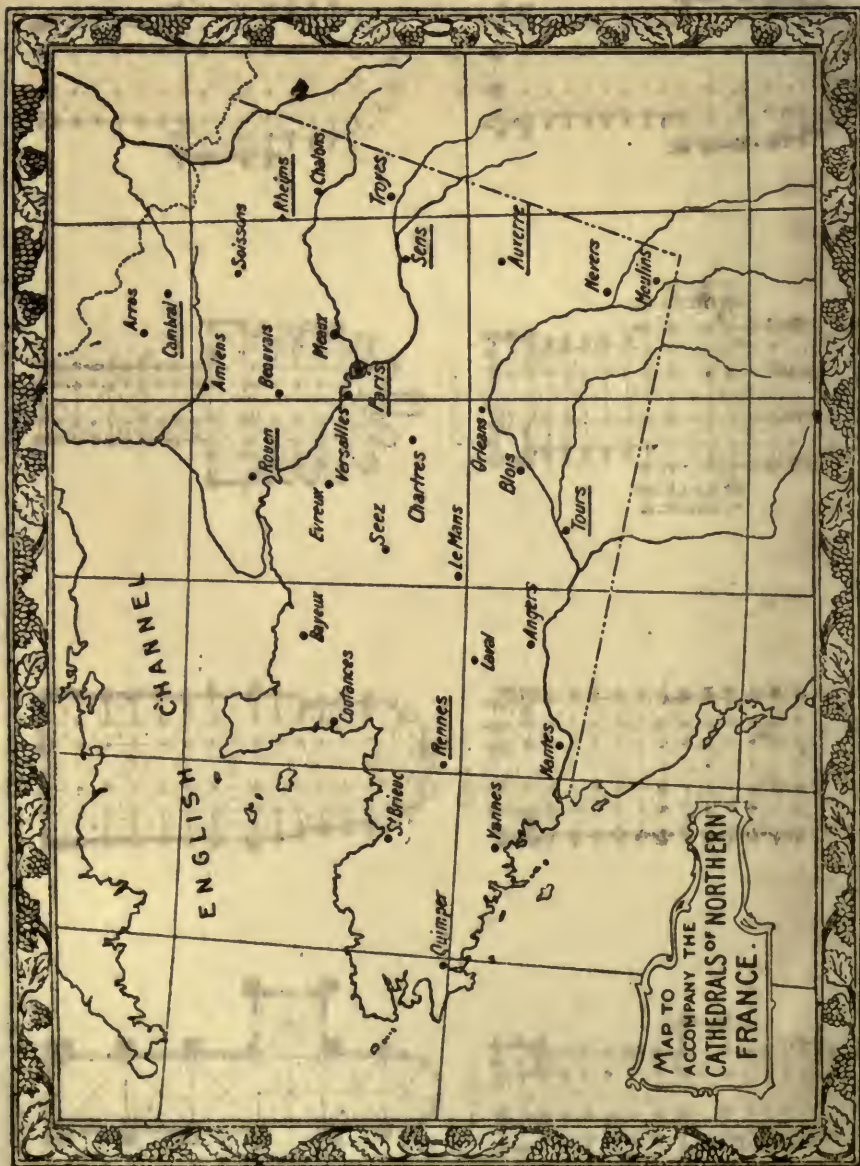 ENGLISH CHANNEL
Arras
Cambrai
Amiens
Soissons
Rouen
Beauvais
Rheims
Bayeux
Coutances
Evreux
Versailles
Meaux
Chalons
Paris
St Brieuc
Seez
Troyes
Chartres
Sens
Quimper
Rennes
Le Mans
Laval
Orleans
Vannes
Auverre
Angers
Blois
Nantes
Tours
Nevers
Meulins
MAP TO
ACCOMPANY THE
CATHEDRALS OF NORTHERN
FRANCE.